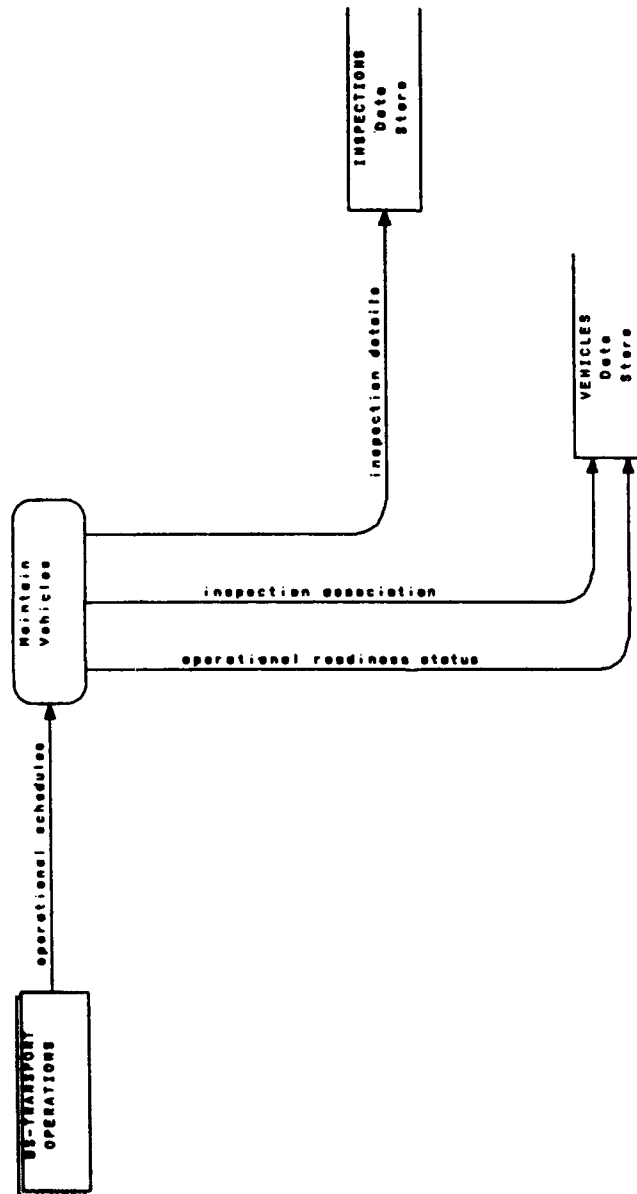 OPERATIONS
operational schedules
Maintain
Vehicles
inspection details
inspection association
operational readiness status
INSPECTIONS
Data
Store
VEHICLES
Data
Store